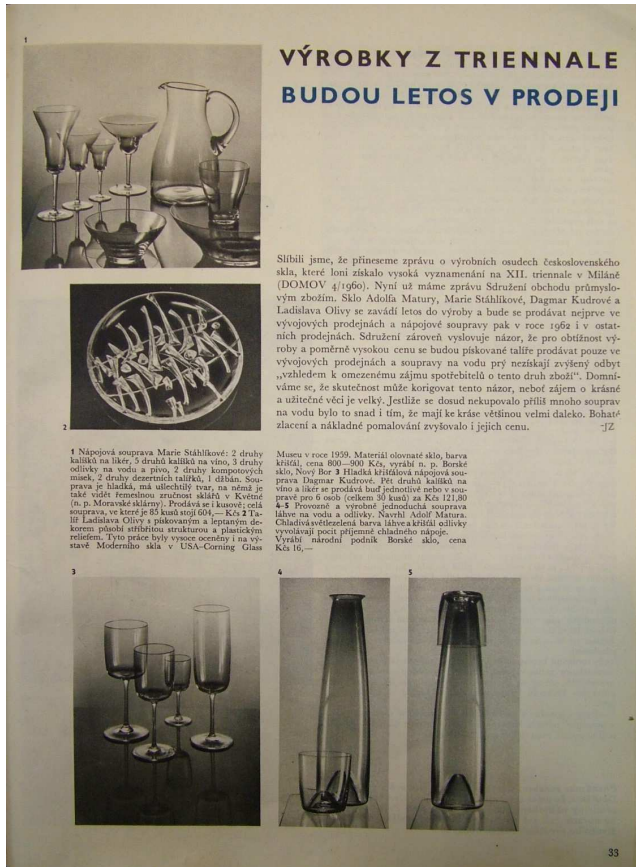 1
VÝROBKY Z TRIENNALE
BUDOU LETOS V PRODEJI
Slíbili jsme, že přineseme zprávu o výrobních osudech československého
skla, které loni získalo vysoká vyznamenání na XII. triennale v Miláně
(DOMOV 4/1960). Nyní už máme zprávu Sdružení obchodu průmyslo-
vým zbožím. Sklo Adolfa Matury, Marie Stáhlíkové, Dagmar Kudrové a
Ladislava Olivy se zavádí letos do výroby a bude se prodávat nejprve ve
vývojových prodejnách a nápojové soupravy pak v roce 1962 i v ostat-
ních prodejnách. Sdružení zároveň vyslovuje názor, že pro obtížnost vý-
roby a poměrně vysokou cenu se budou pískované talíře prodávat pouze ve
vývojových prodejnách a soupravy na vodu prý nezískají zvýšený odbyt
„vzhledem k omezenému zájmu spotřebitelů o tento druh zboží“. Domní-
váme se, že skutečnost může korigovat tento názor, neboť zájem o krásné
a užitečné věci je velký. Jestliže se dosud nekupovalo příliš mnoho souprav
na vodu bylo to snad i tím, že mají ke kráse většinou velmi daleko. Bohaté
zlacení a nákladné pomalování zvyšovalo i jejich cenu. -JZ
2
1 Nápojová souprava Marie Stáhlíkové: 2 druhy
kalíšků na likér, 5 druhů kalíšků na víno, 3 druhy
odlivky na vodu a pivo, 2 druhy kompotových
misek, 2 druhy dezertních talířků, 1 džbán. Sou-
prava je hladká, má ušlechtilý tvar, na němž je
také vidět řemeslnou zručnost sklářů v Květné
(n. p. Moravské sklárny). Prodává se i kusově; celá
souprava, ve které je 85 kusů stojí 604,— Kčs 2 Ta-
líř Ladislava Olivy s pískovaným a leptaným de-
korem působí stříbřitou strukturou a plastickým
reliefem. Tyto práce byly vysoce oceněny i na vý-
stavě Moderního skla v USA-Corning Glass
Museu v roce 1959. Materiál olovnaté sklo, barva
křišťál, cena 800—900 Kčs, vyrábí n. p. Borské
sklo, Nový Bor 3 Hladká křišťálová nápojová sou-
prava Dagmar Kudrové. Pět druhů kalíšků na
víno a likér se prodává buď jednotlivě nebo v sou-
pravě pro 6 osob (celkem 30 kusů) za Kčs 121,80
4-5 Provozně a výrobně jednoduchá souprava
láhve na vodu a odlivky. Navrhl Adolf Matura.
Chladivá světlezelená barva láhve a křišťál odlivky
vyvolávají pocit příjemně chladného nápoje.
Vyrábí národní podnik Borské sklo, cena
Kčs 16,—
3
4
5
33